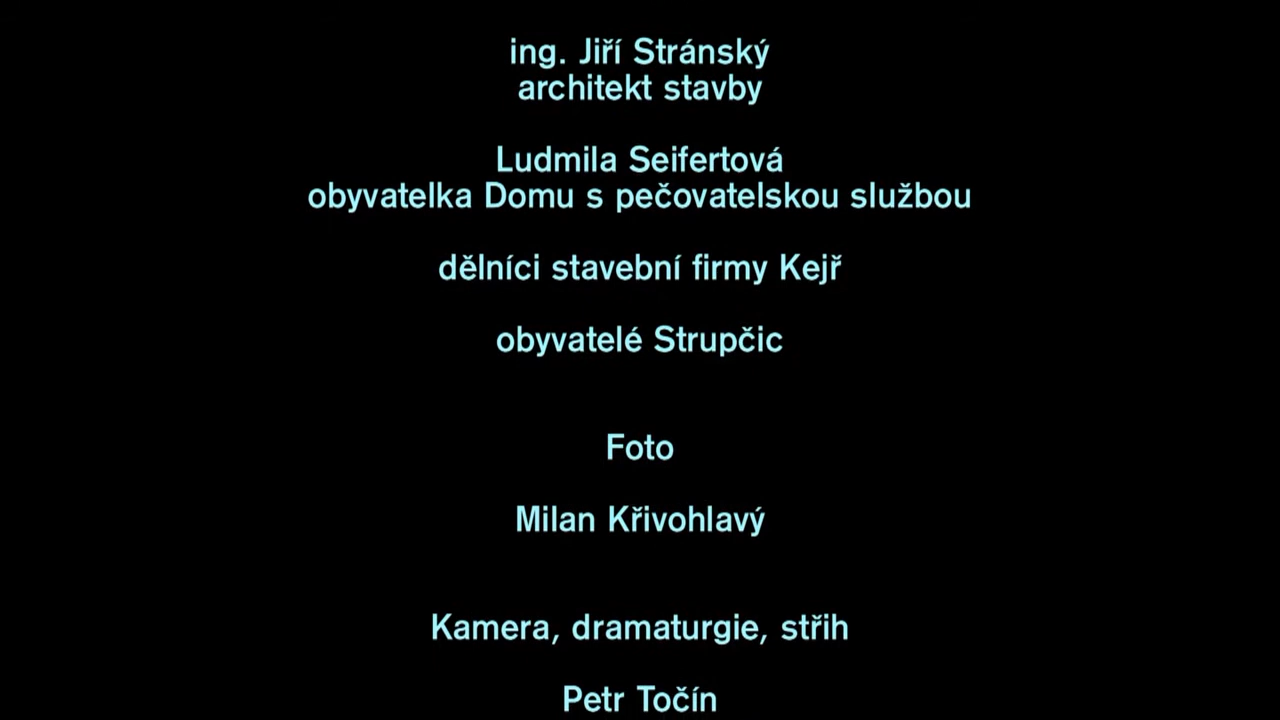 ing. Jiří Stránský
architekt stavby
Ludmila Seifertová
obyvatelka Domu s pečovatelskou službou
dělníci stavební firmy Kejř
obyvatelé Strupčic
Foto
Milan Křivohlavý
Kamera, dramaturgie, střih
Petr Točín